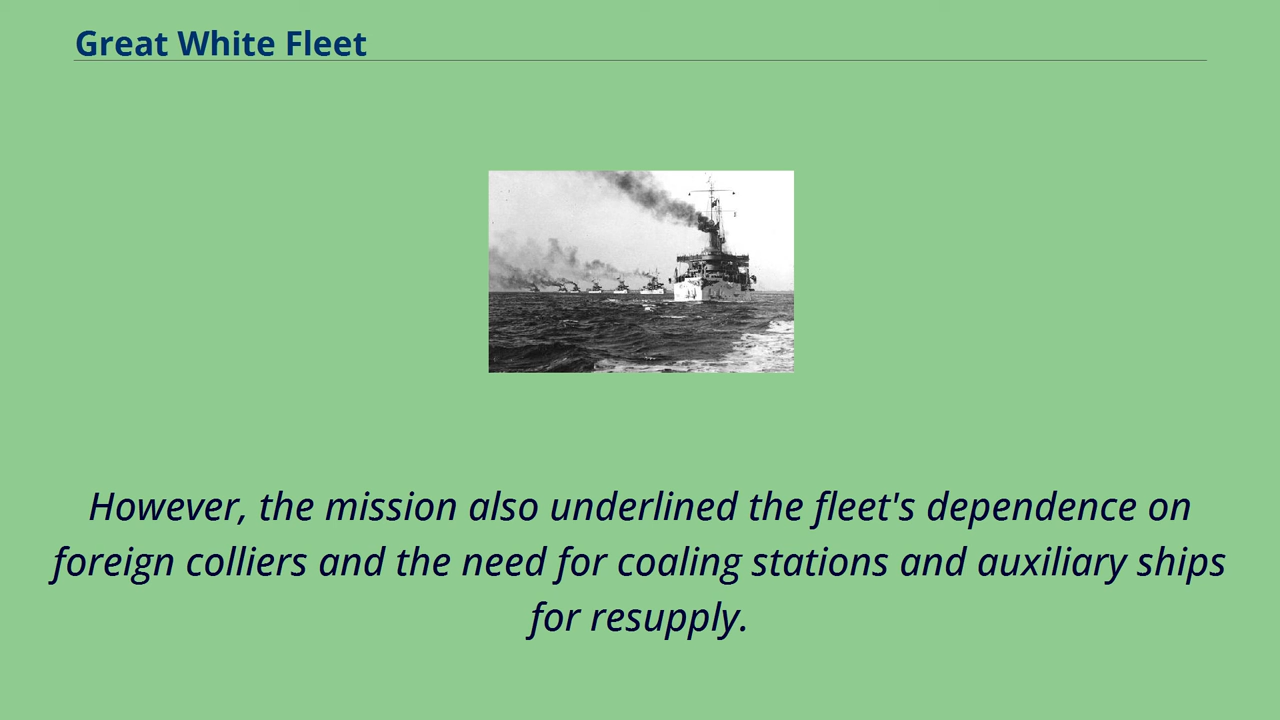 Great White Fleet
However, the mission also underlined the fleet's dependence on
foreign colliers and the need for coaling stations and auxiliary ships
for resupply.